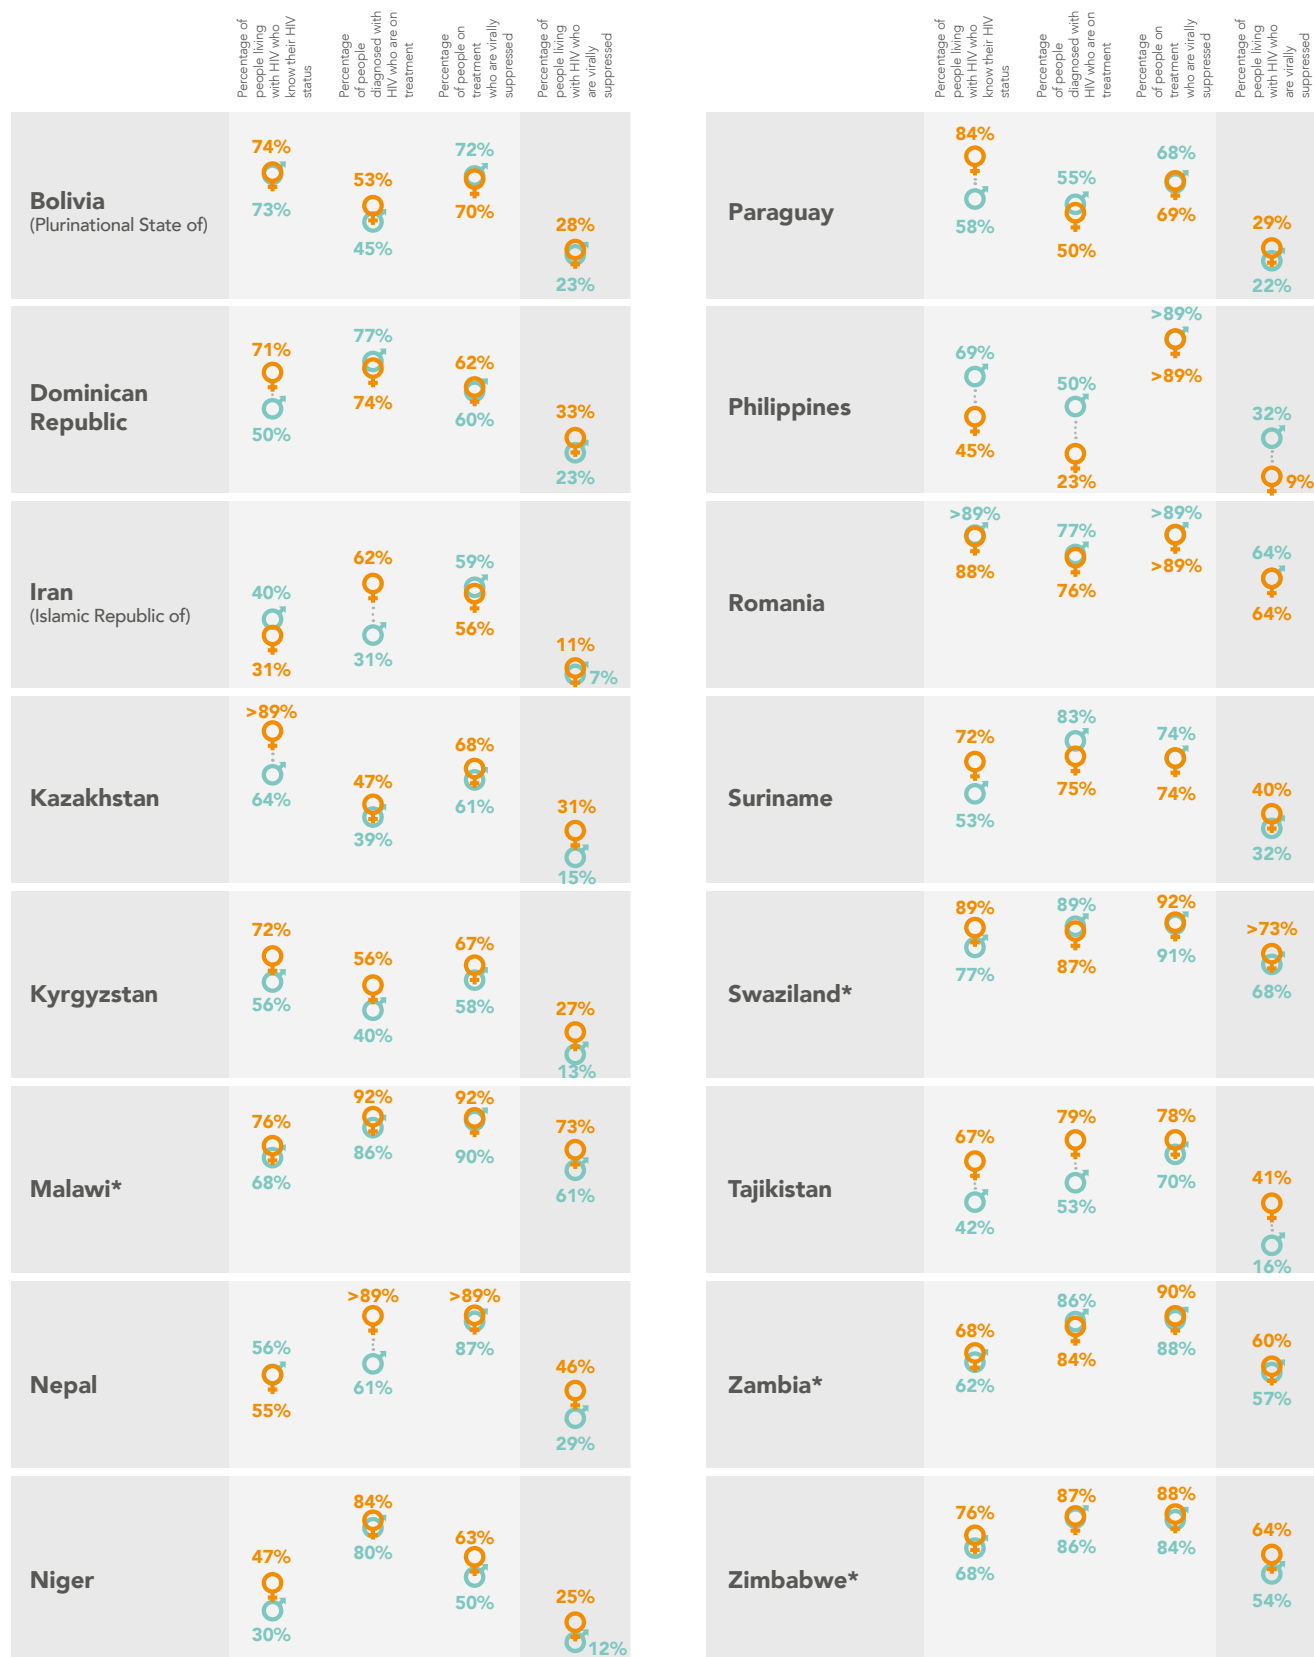 Percentage of
people living
with HIV who
know their HIV
status
Percentage
of people
diagnosed with
HIV who are on
treatment
Percentage
of people on
treatment
who are virally
suppressed
Percentage of
people living
with HIV who
are virally
suppressed
Percentage of
people living
with HIV who
know their HIV
status
Percentage
of people
diagnosed with
HIV who are on
treatment
Percentage
of people on
treatment
who are virally
suppressed
Percentage of
people living
with HIV who
are virally
suppressed
Bolivia
(Plurinational State of)
74%
73%
53%
45%
72%
70%
28%
23%
Dominican
Republic
71%
50%
77%
74%
62%
60%
33%
23%
Iran
(Islamic Republic of)
40%
31%
62%
31%
59%
56%
11%
7%
Kazakhstan
>89%
64%
47%
39%
68%
61%
31%
15%
Kyrgyzstan
72%
56%
56%
40%
67%
58%
27%
13%
Malawi*
76%
68%
92%
86%
92%
90%
73%
61%
Nepal
56%
55%
>89%
61%
>89%
87%
46%
29%
Niger
47%
30%
84%
80%
63%
50%
25%
12%
Paraguay
84%
58%
55%
50%
68%
69%
29%
22%
Philippines
69%
45%
50%
23%
>89%
>89%
32%
9%
Romania
>89%
88%
77%
76%
>89%
>89%
64%
64%
Suriname
72%
53%
83%
75%
74%
74%
40%
32%
Swaziland*
89%
77%
89%
87%
92%
91%
>73%
68%
Tajikistan
67%
42%
79%
53%
78%
70%
41%
16%
Zambia*
68%
62%
86%
84%
90%
88%
60%
57%
Zimbabwe*
76%
68%
87%
86%
88%
84%
64%
54%